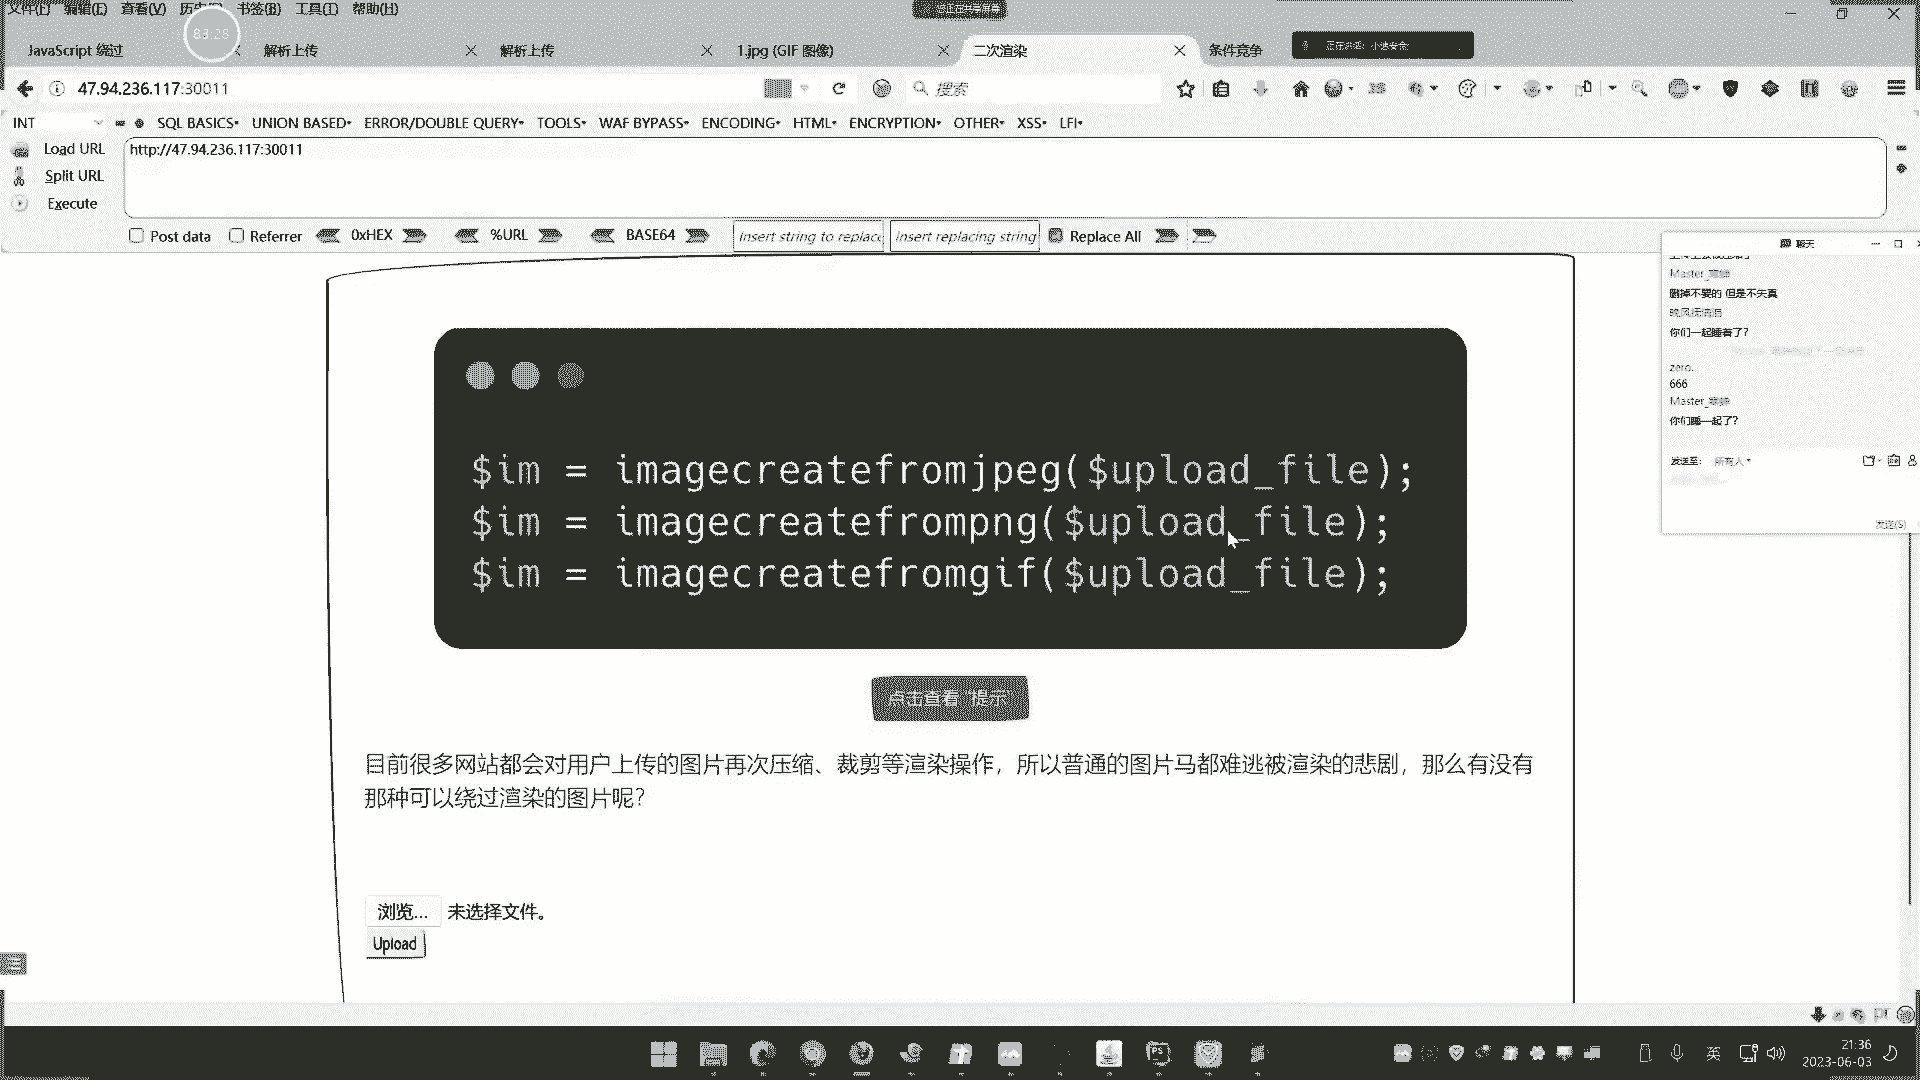 文件(F) 编辑(E) 查看(V) 书签(B) 工具(T) 帮助(H)
83:28
JavaScript 绕过
解析上传
解析上传
1.jpg (GIF 图像)
二次渲染
条件竞争
47.94.236.117:30011
搜索
INT
SQL BASICS
UNION BASED
ERROR/DOUBLE QUERY
TOOLS
WAF BYPASS
ENCODING
HTML
ENCRYPTION
OTHER
XSS
LFI
Load URL
http://47.94.236.117:30011
Split URL
Execute
Post data
Referrer
0xHEX
%URL
BASE64
Insert string to replace
Insert replacing string
Replace All
聊天
删掉不要的 但是不失真
你们一起睡着了?
zero.
666
你们睡一起了?
发送至: 所有人
发送(S)
$im = imagecreatefromjpeg($upload_file);
$im = imagecreatefrompng($upload_file);
$im = imagecreatefromgif($upload_file);
点击查看“提示”
目前很多网站都会对用户上传的图片再次压缩、裁剪等渲染操作，所以普通的图片马都难逃被渲染的悲剧，那么有没有
那种可以绕过渲染的图片呢?
浏览... 未选择文件。
Upload
英
21:36
2023-06-03